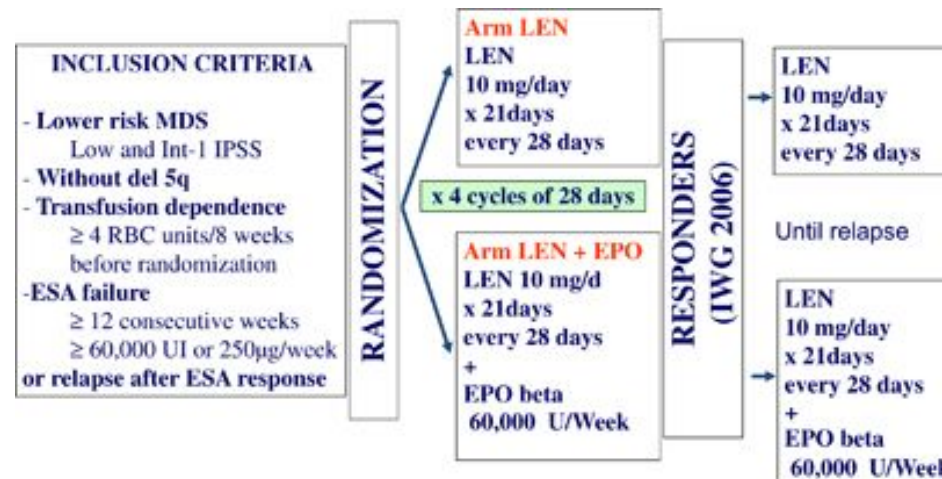 INCLUSION CRITERIA
- Lower risk MDS
Low and Int-1 IPSS
- Without del 5q
- Transfusion dependence
≥ 4 RBC units/8 weeks
before randomization
-ESA failure
≥ 12 consecutive weeks
≥ 60,000 UI or 250µg/week
or relapse after ESA response
RANDOMIZATION
Arm LEN
LEN
10 mg/day
x 21days
every 28 days
x 4 cycles of 28 days
Arm LEN + EPO
LEN 10 mg/d
x 21days
every 28 days
+
EPO beta
60,000 U/Week
RESPONDERS
(IWG 2006)
LEN
10 mg/day
x 21days
every 28 days
Until relapse
LEN
10 mg/day
x 21days
every 28 days
+
EPO beta
60,000 U/Week